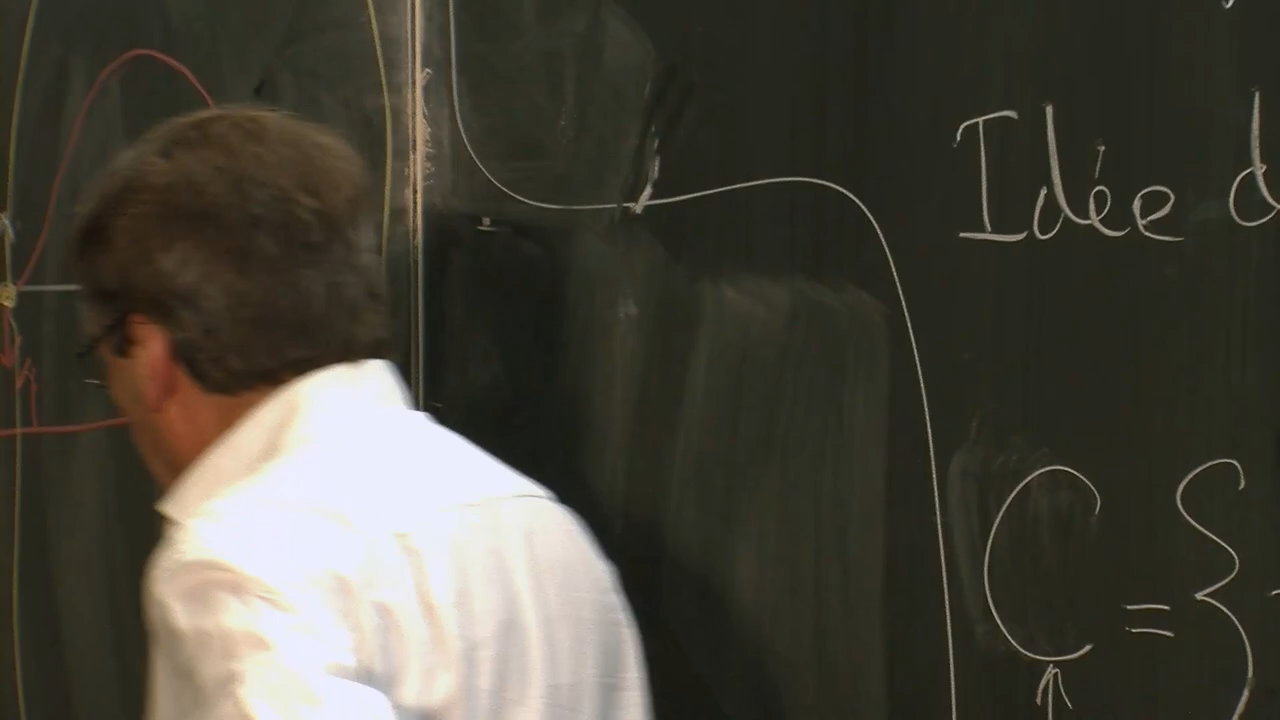 Idée d
C = {